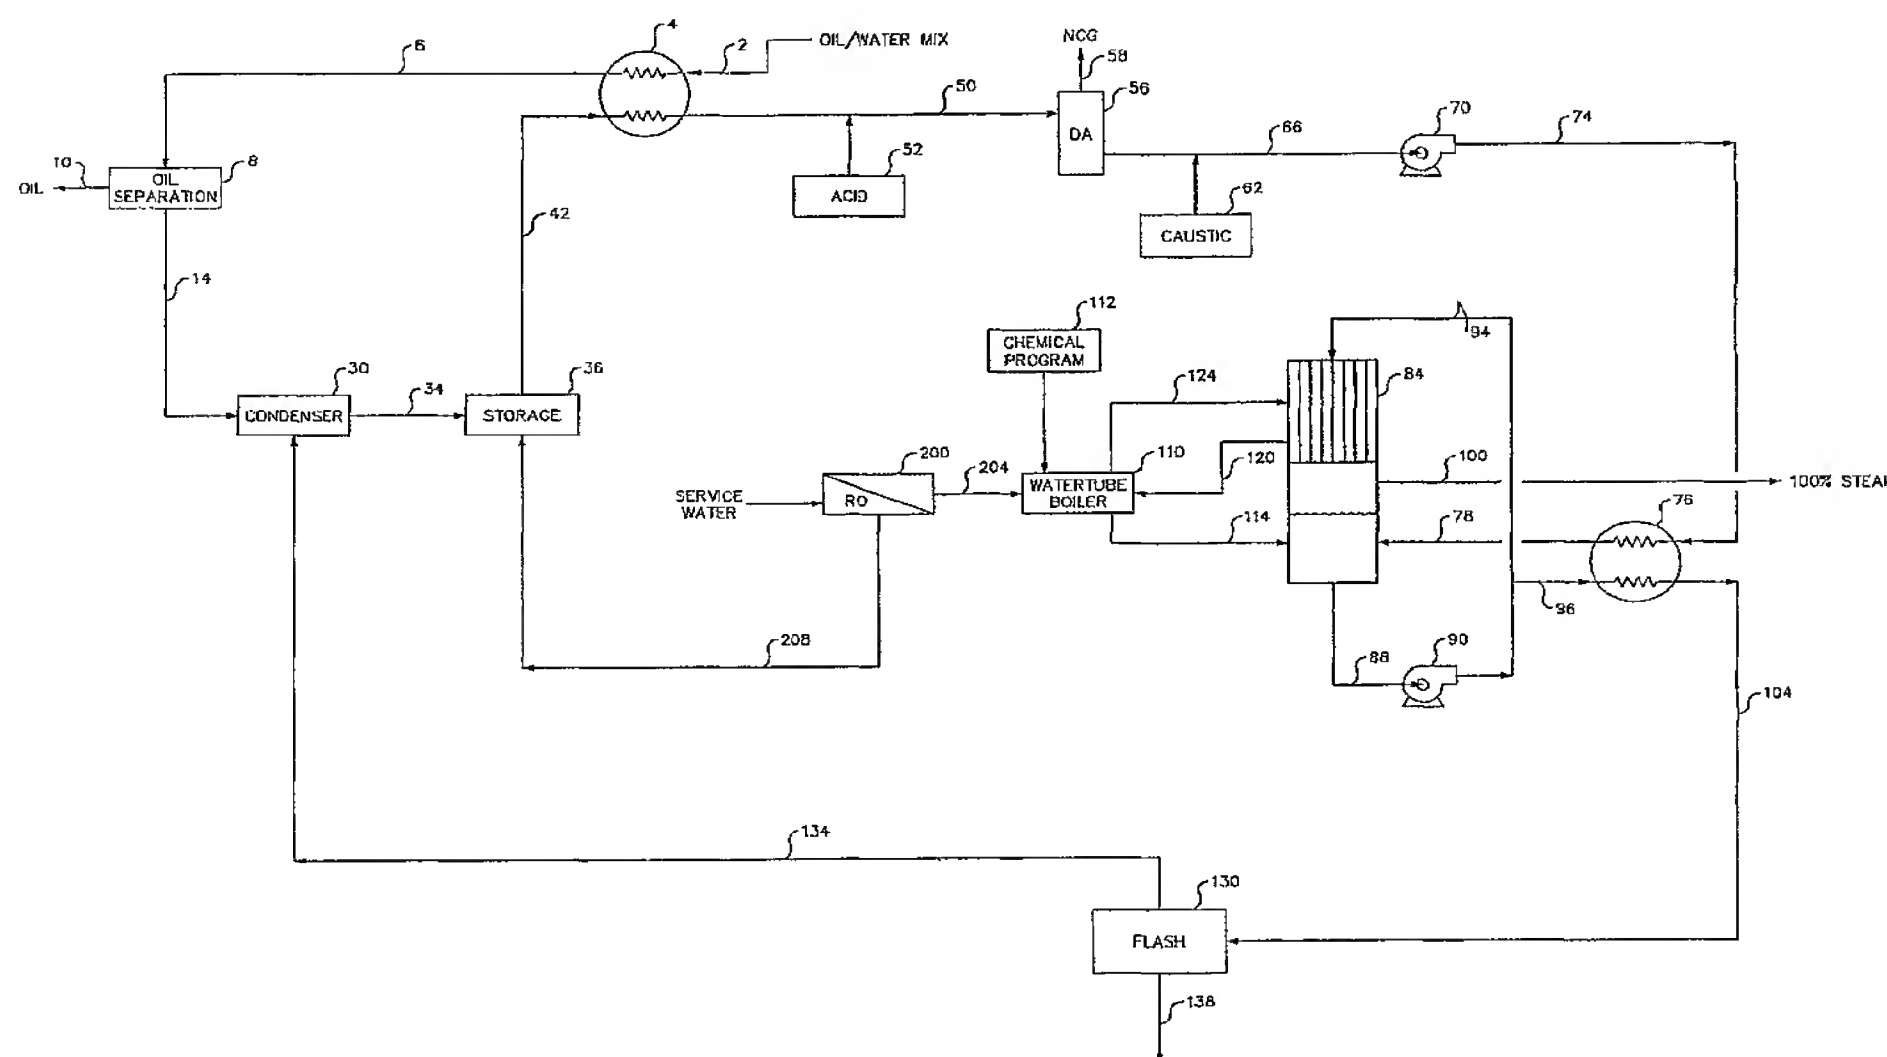 4
6
2
OIL/WATER MIX
NCG
58
50
56
70
74
DA
66
10
8
OIL
OIL
SEPARATION
52
ACID
62
CAUSTIC
42
14
112
CHEMICAL
PROGRAM
94
30
34
36
124
84
CONDENSER
STORAGE
200
204
110
120
100
SERVICE
WATER
RO
WATERTUBE
BOILER
100% STEAM
114
78
76
96
208
88
90
104
134
130
FLASH
138